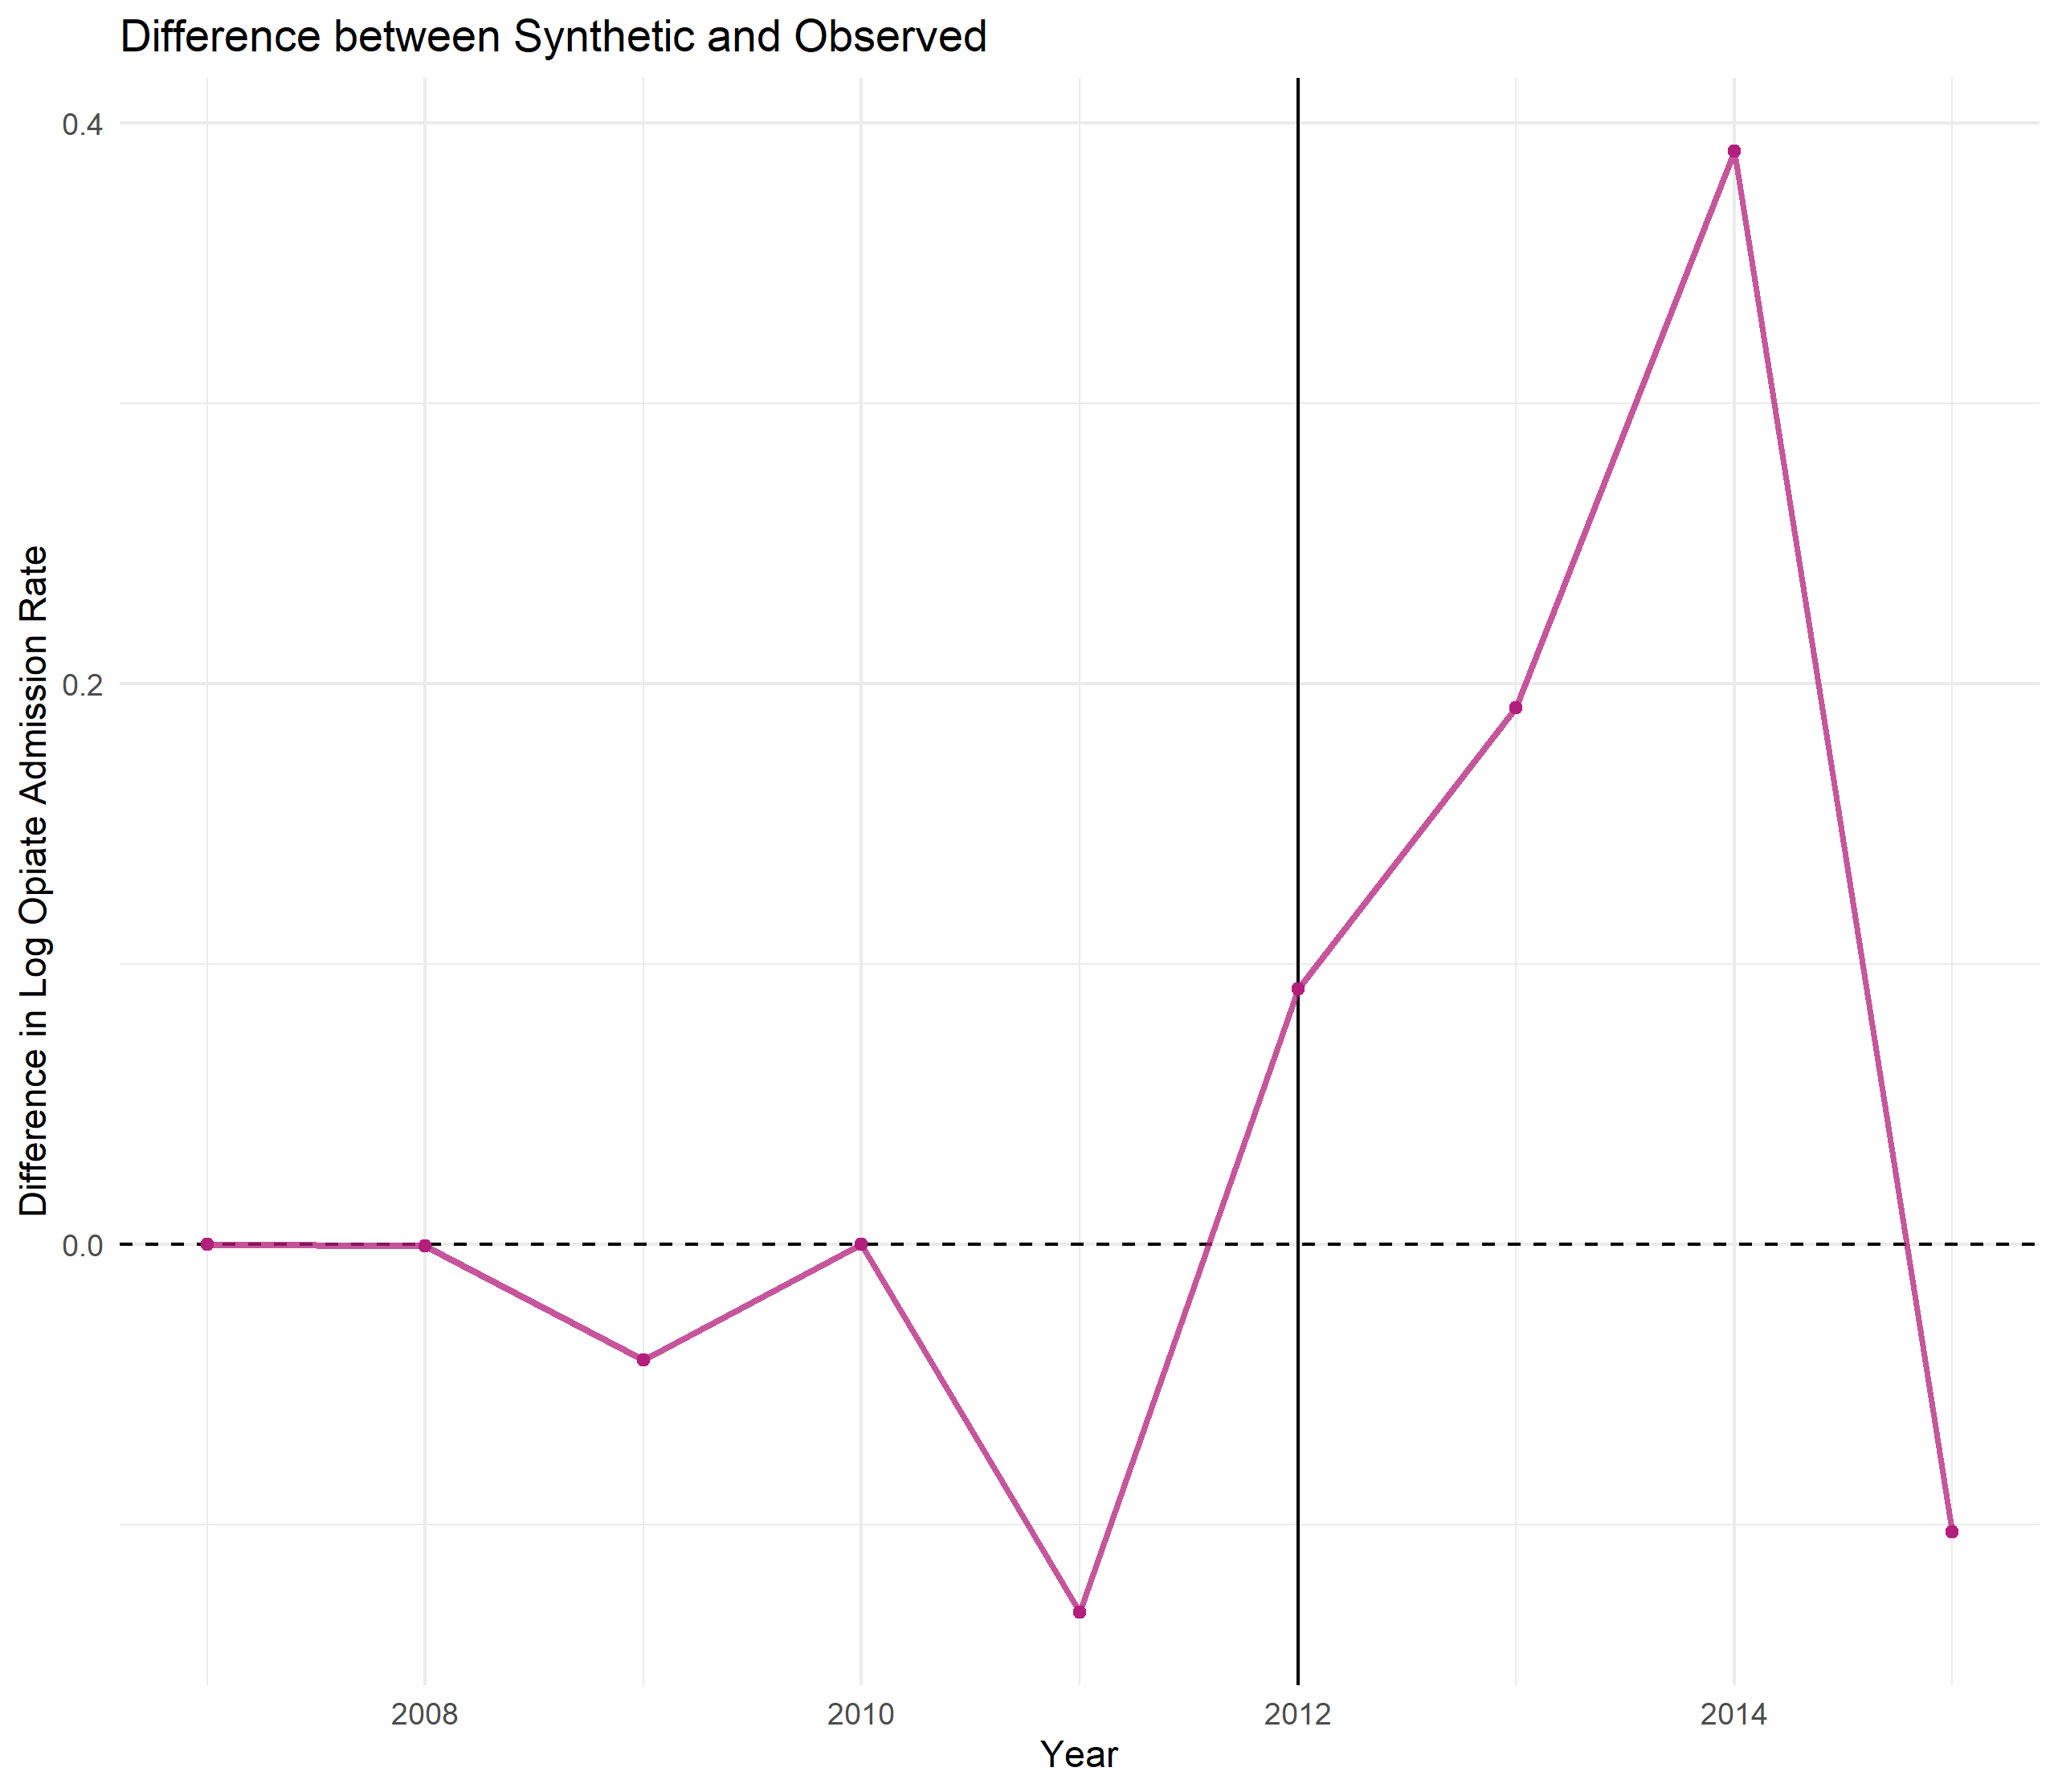 Difference between Synthetic and Observed
Difference in Log Opiate Admission Rate
0.4
0.2
0.0
2008
2010
2012
2014
Year